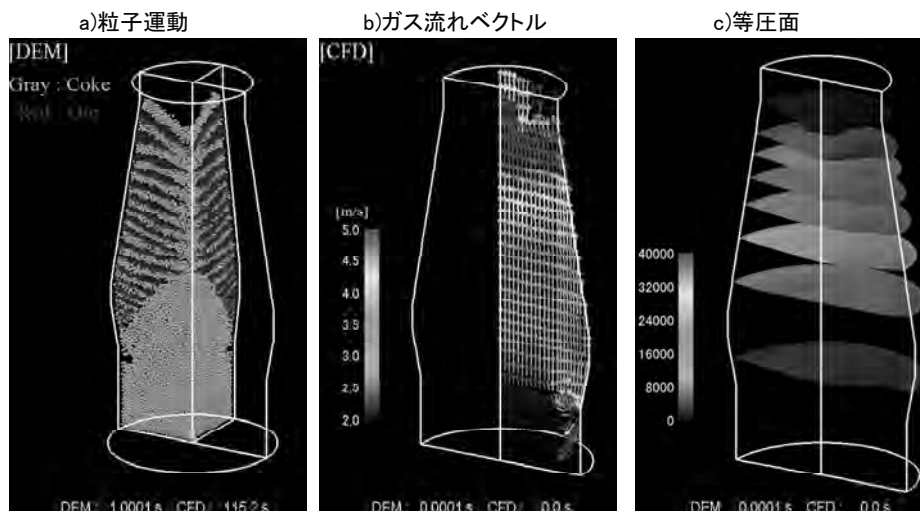 a)粒子運動
b)ガス流れベクトル
c)等圧面
[DEM]
Gray : Coke
Red : Ore
[CFD]
[m/s]
5.0
4.5
4.0
3.5
3.0
2.5
2.0
40000
32000
24000
16000
8000
0
DEM : 1.0001 s CFD : 115.2 s
DEM : 0.0001 s CFD : 0.0 s
DEM : 0.0001 s CFD : 0.0 s